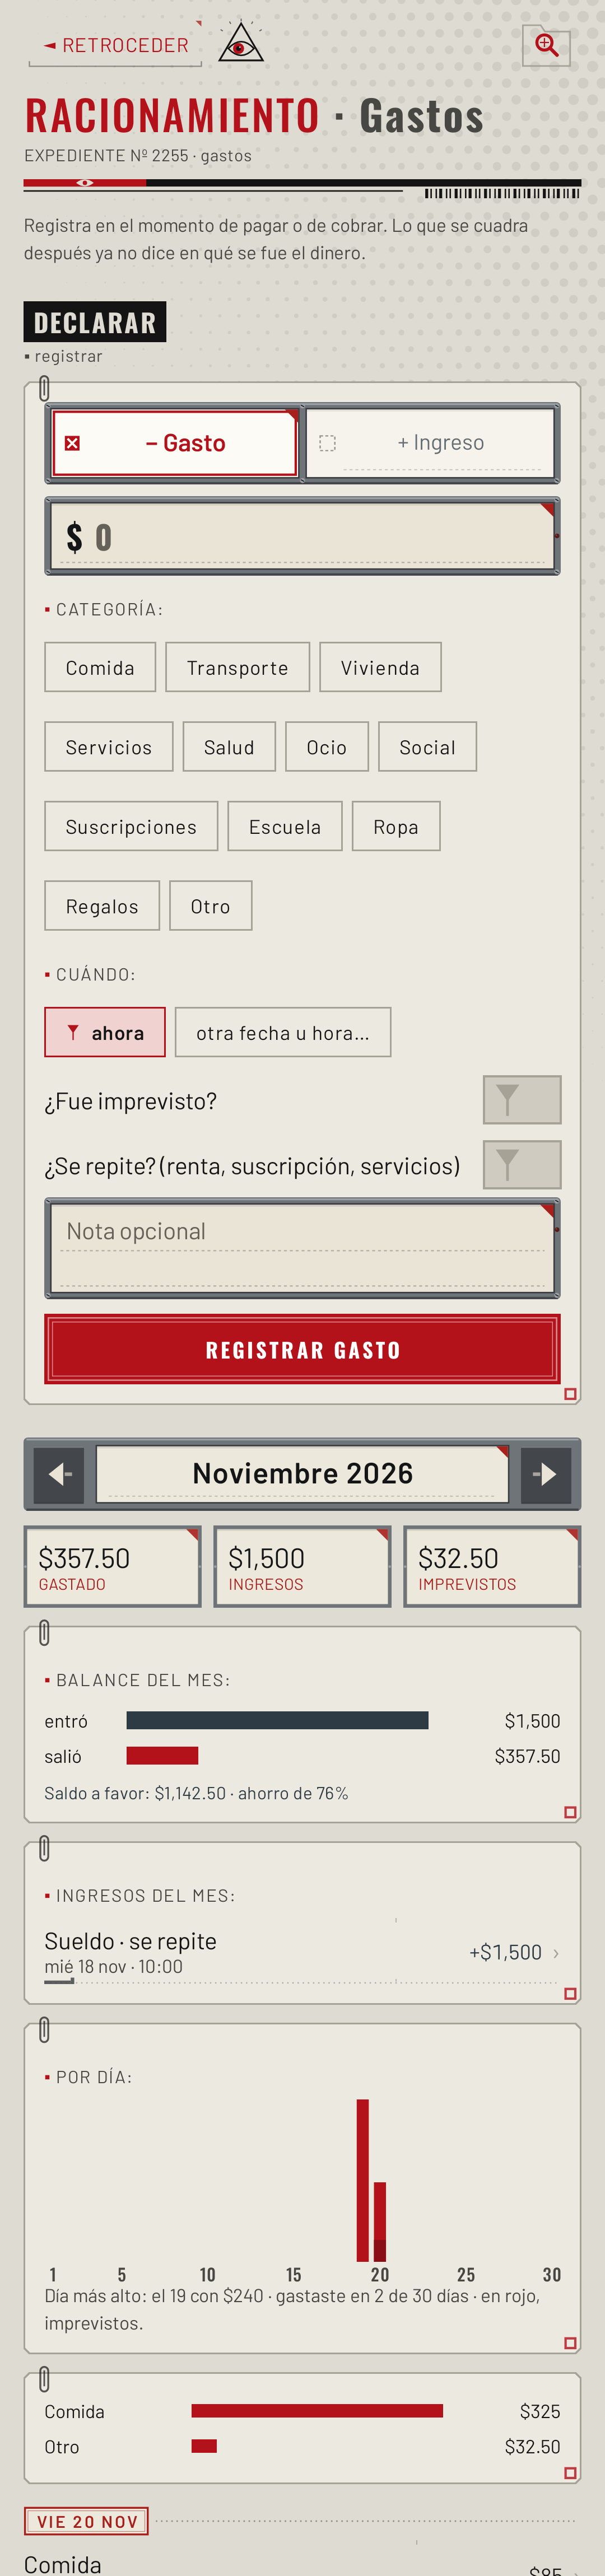 ◄ RETROCEDER
RACIONAMIENTO · Gastos
EXPEDIENTE Nº 2255 · gastos
Registra en el momento de pagar o de cobrar. Lo que se cuadra
después ya no dice en qué se fue el dinero.
DECLARAR
▪ registrar
– Gasto
+ Ingreso
$ 0
▪ CATEGORÍA:
Comida
Transporte
Vivienda
Servicios
Salud
Ocio
Social
Suscripciones
Escuela
Ropa
Regalos
Otro
▪ CUÁNDO:
ahora
otra fecha u hora...
¿Fue imprevisto?
¿Se repite? (renta, suscripción, servicios)
Nota opcional
REGISTRAR GASTO
Noviembre 2026
$357.50
GASTADO
$1,500
INGRESOS
$32.50
IMPREVISTOS
▪ BALANCE DEL MES:
entró $1,500
salió $357.50
Saldo a favor: $1,142.50 · ahorro de 76%
▪ INGRESOS DEL MES:
Sueldo · se repite
mié 18 nov · 10:00
+$1,500 ›
▪ POR DÍA:
1 5 10 15 20 25 30
Día más alto: el 19 con $240 · gastaste en 2 de 30 días · en rojo,
imprevistos.
Comida $325
Otro $32.50
VIE 20 NOV
Comida
$85